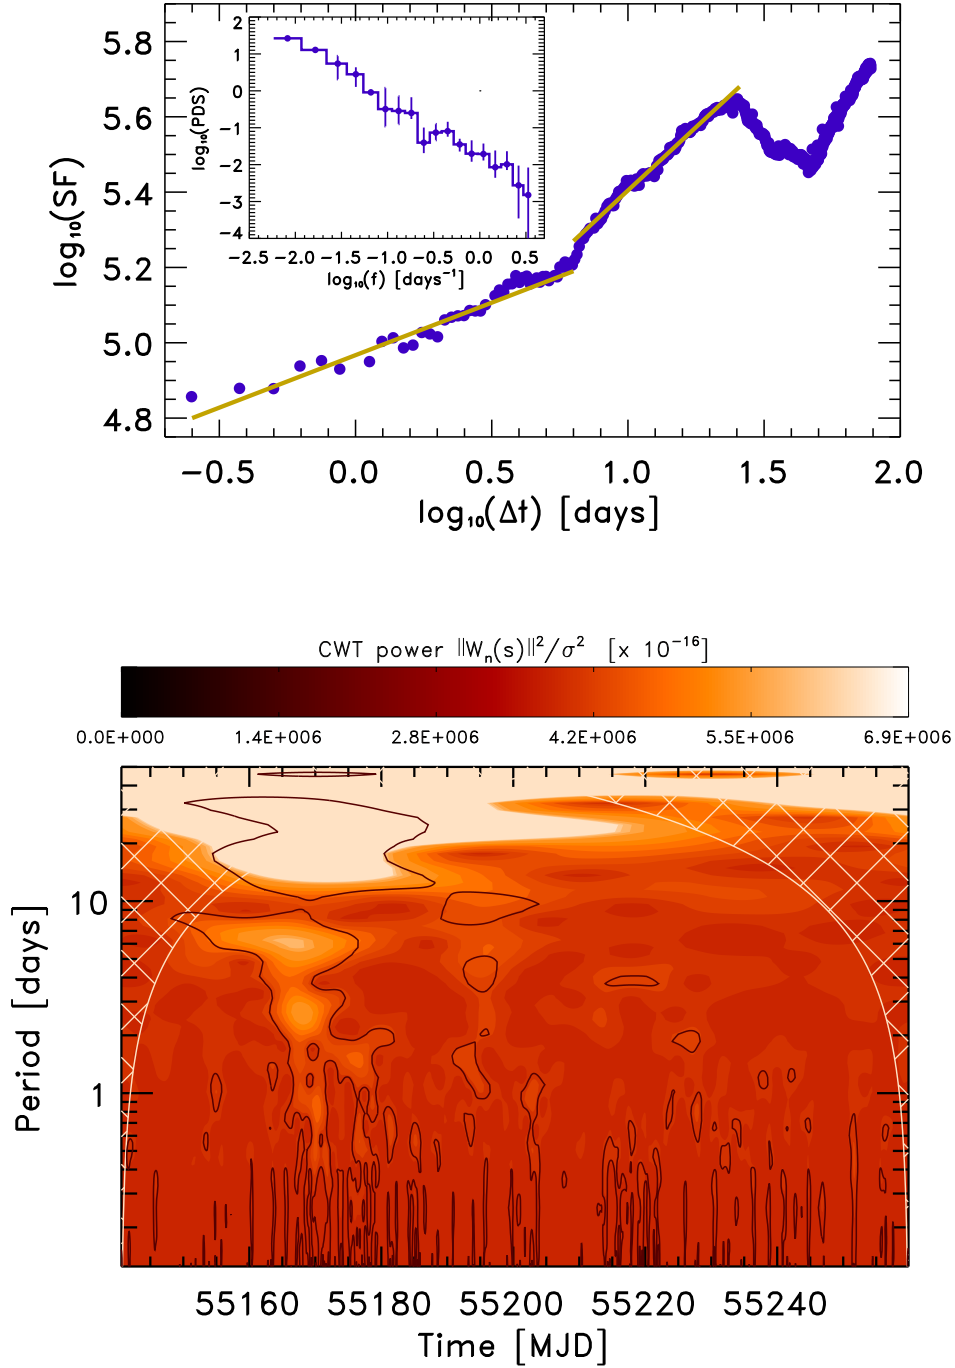 5.8
5.6
5.4
5.2
5.0
4.8
log₁₀(SF)
2
1
0
−1
−2
−3
−4
log₁₀(PDS)
−2.5 −2.0 −1.5 −1.0 −0.5 0.0 0.5
log₁₀(f) [days⁻¹]
−0.5 0.0 0.5 1.0 1.5 2.0
log₁₀(Δt) [days]
CWT power ||Wₙ(s)||²/σ² [x 10⁻¹⁶]
0.0E+000 1.4E+006 2.8E+006 4.2E+006 5.5E+006 6.9E+006
10
1
Period [days]
55160 55180 55200 55220 55240
Time [MJD]